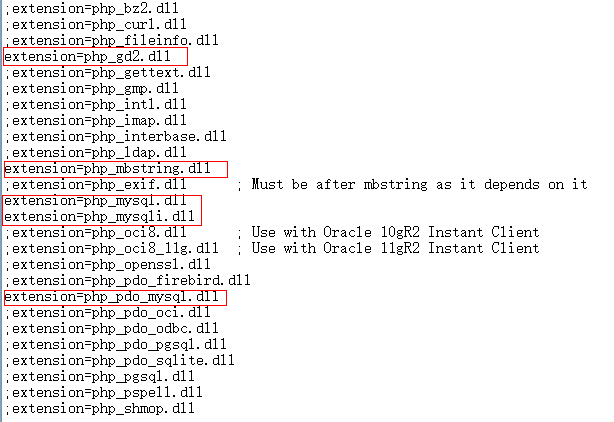 ;extension=php_bz2.dll
;extension=php_curl.dll
;extension=php_fileinfo.dll
extension=php_gd2.dll
;extension=php_gettext.dll
;extension=php_gmp.dll
;extension=php_intl.dll
;extension=php_imap.dll
;extension=php_interbase.dll
;extension=php_ldap.dll
extension=php_mbstring.dll
;extension=php_exif.dll      ; Must be after mbstring as it depends on it
extension=php_mysql.dll
extension=php_mysqli.dll
;extension=php_oci8.dll      ; Use with Oracle 10gR2 Instant Client
;extension=php_oci8_11g.dll  ; Use with Oracle 11gR2 Instant Client
;extension=php_openssl.dll
;extension=php_pdo_firebird.dll
extension=php_pdo_mysql.dll
;extension=php_pdo_oci.dll
;extension=php_pdo_odbc.dll
;extension=php_pdo_pgsql.dll
;extension=php_pdo_sqlite.dll
;extension=php_pgsql.dll
;extension=php_pspell.dll
;extension=php_shmop.dll